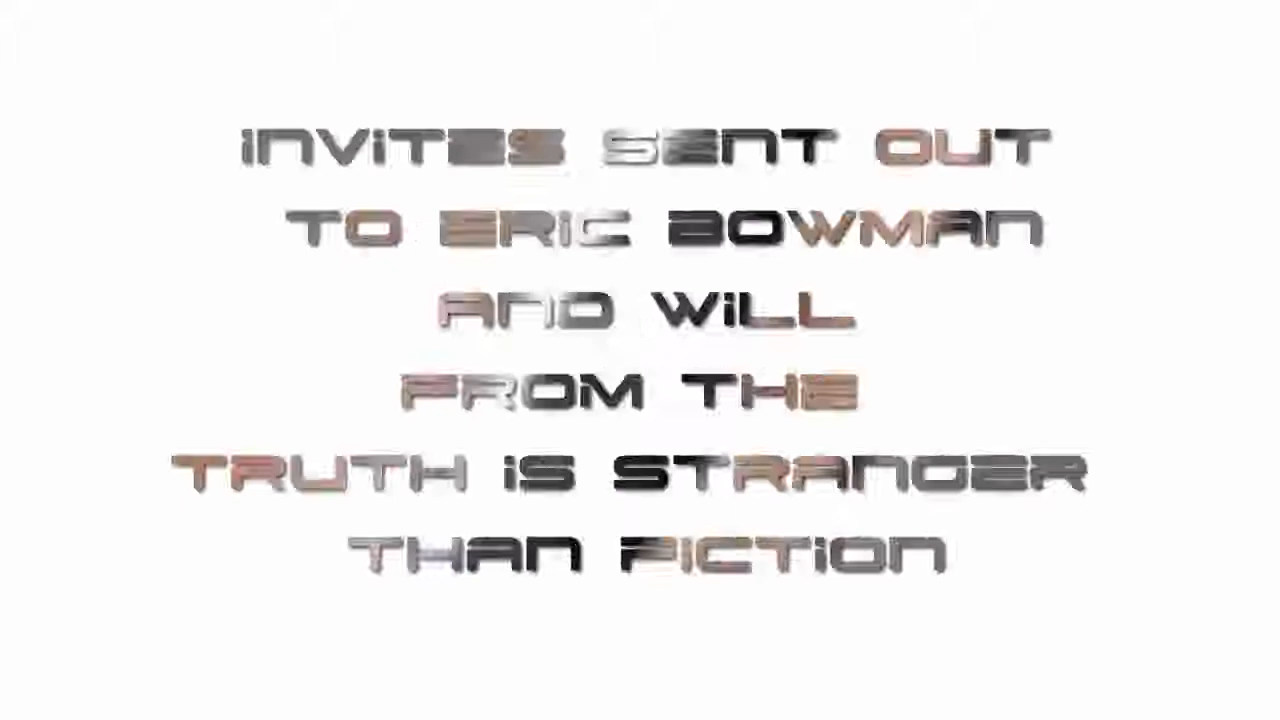 INVITES SENT OUT
TO ERIC BOWMAN
AND WILL
FROM THE
TRUTH IS STRANGER
THAN FICTION